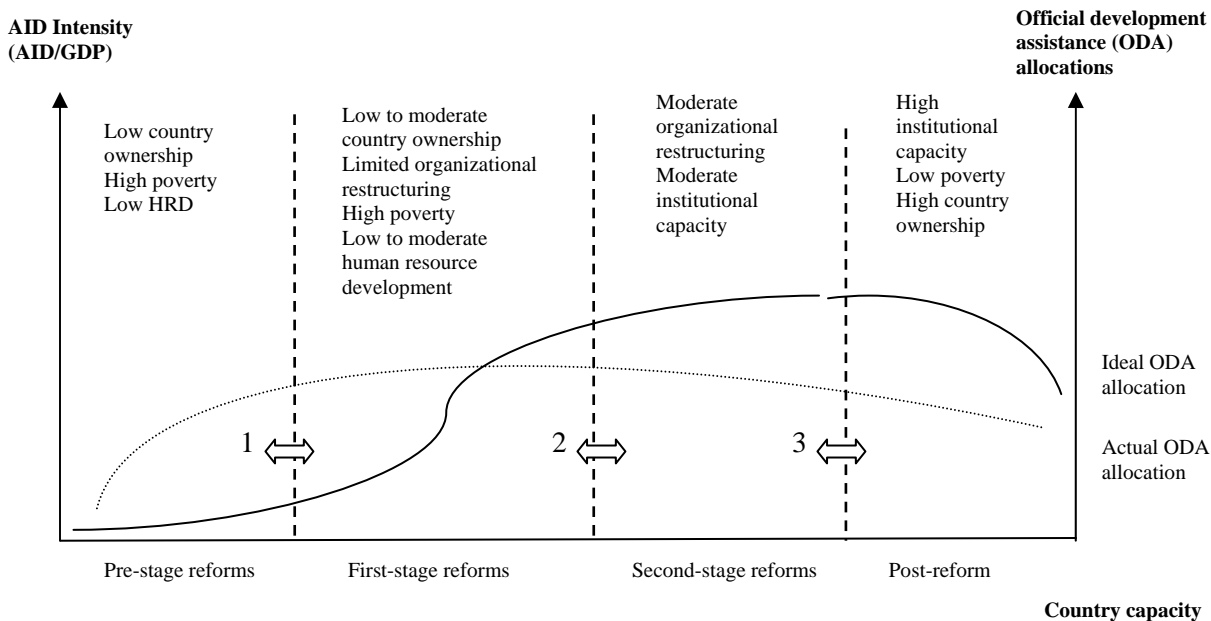 AID Intensity
(AID/GDP)
Official development
assistance (ODA)
allocations
Low country
ownership
High poverty
Low HRD
Low to moderate
country ownership
Limited organizational
restructuring
High poverty
Low to moderate
human resource
development
Moderate
organizational
restructuring
Moderate
institutional
capacity
High
institutional
capacity
Low poverty
High country
ownership
Ideal ODA
allocation
Actual ODA
allocation
1
2
3
Pre-stage reforms
First-stage reforms
Second-stage reforms
Post-reform
Country capacity